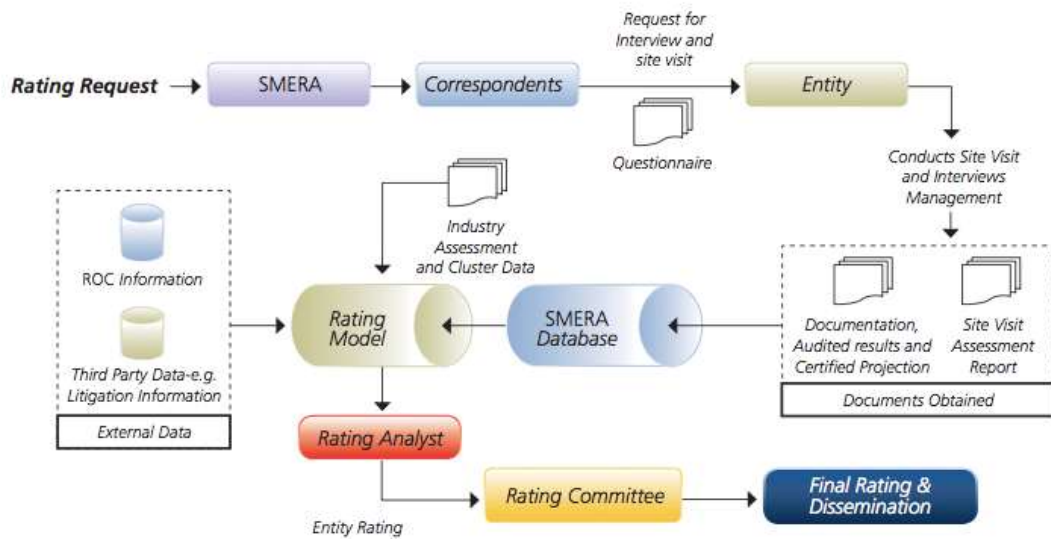 Rating Request
SMERA
Correspondents
Request for
Interview and
site visit
Questionnaire
Entity
Conducts Site Visit
and Interviews
Management
Industry
Assessment
and Cluster Data
ROC Information
Third Party Data-e.g.
Litigation Information
External Data
Rating
Model
SMERA
Database
Documentation,
Audited results and
Certified Projection
Site Visit
Assessment
Report
Documents Obtained
Rating Analyst
Entity Rating
Rating Committee
Final Rating &
Dissemination